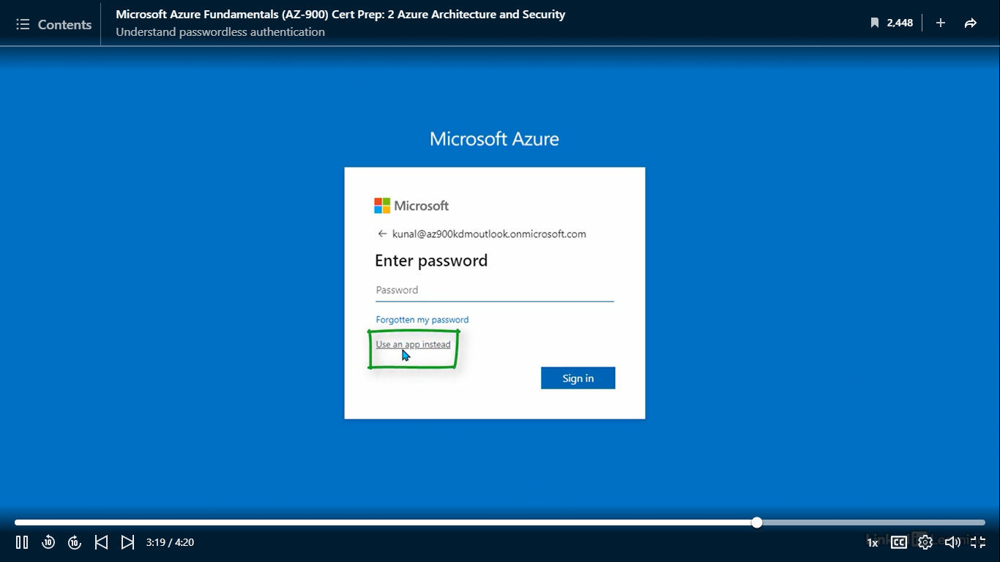 Contents
Microsoft Azure Fundamentals (AZ-900) Cert Prep: 2 Azure Architecture and Security
Understand passwordless authentication
2,448
Microsoft Azure
Microsoft
kunal@az900kdmoutlook.onmicrosoft.com
Enter password
Password
Forgotten my password
Use an app instead
Sign in
10
10
3:19 / 4:20
1x
CC